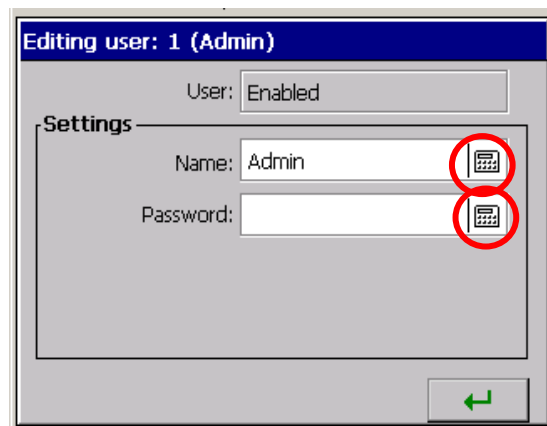 Editing user: 1 (Admin)
User: Enabled
Settings
Name: Admin
Password: